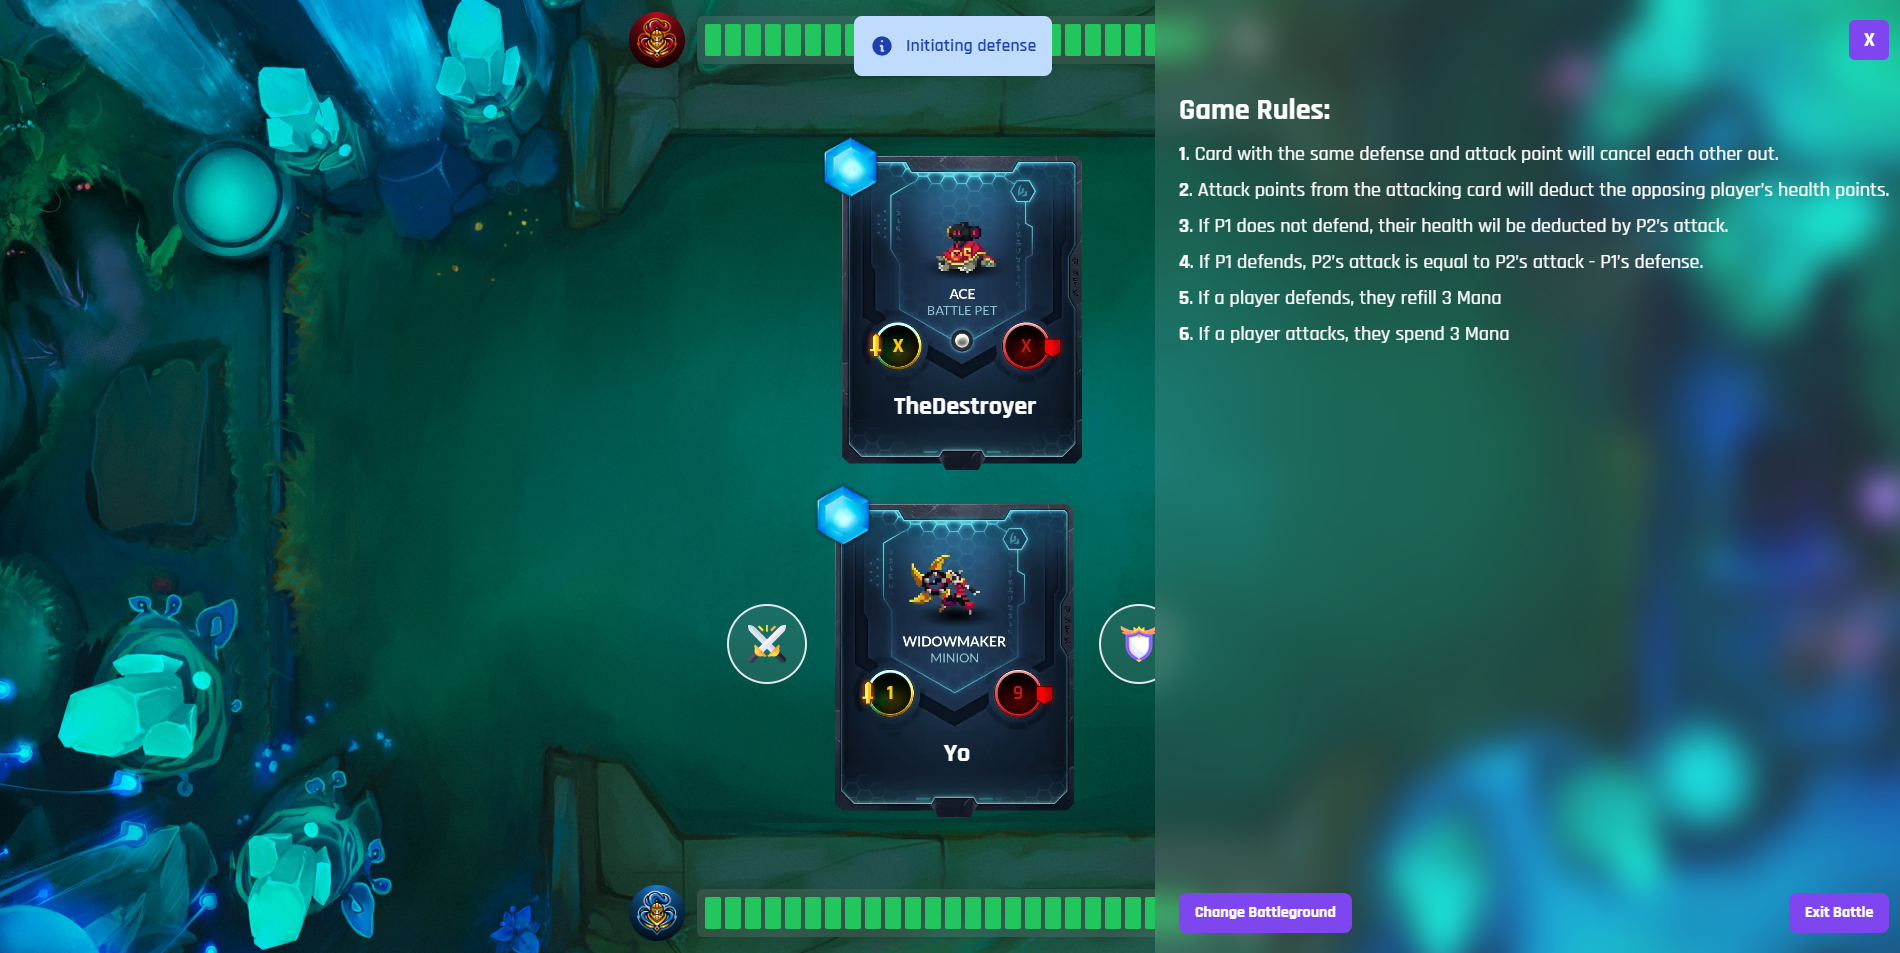 Initiating defense
X
Game Rules:
1. Card with the same defense and attack point will cancel each other out.
2. Attack points from the attacking card will deduct the opposing player's health points.
3. If P1 does not defend, their health wil be deducted by P2's attack.
4. If P1 defends, P2's attack is equal to P2's attack - P1's defense.
5. If a player defends, they refill 3 Mana
6. If a player attacks, they spend 3 Mana
ACE
BATTLE PET
X X
TheDestroyer
WIDOWMAKER
MINION
1 9
Yo
Change Battleground
Exit Battle